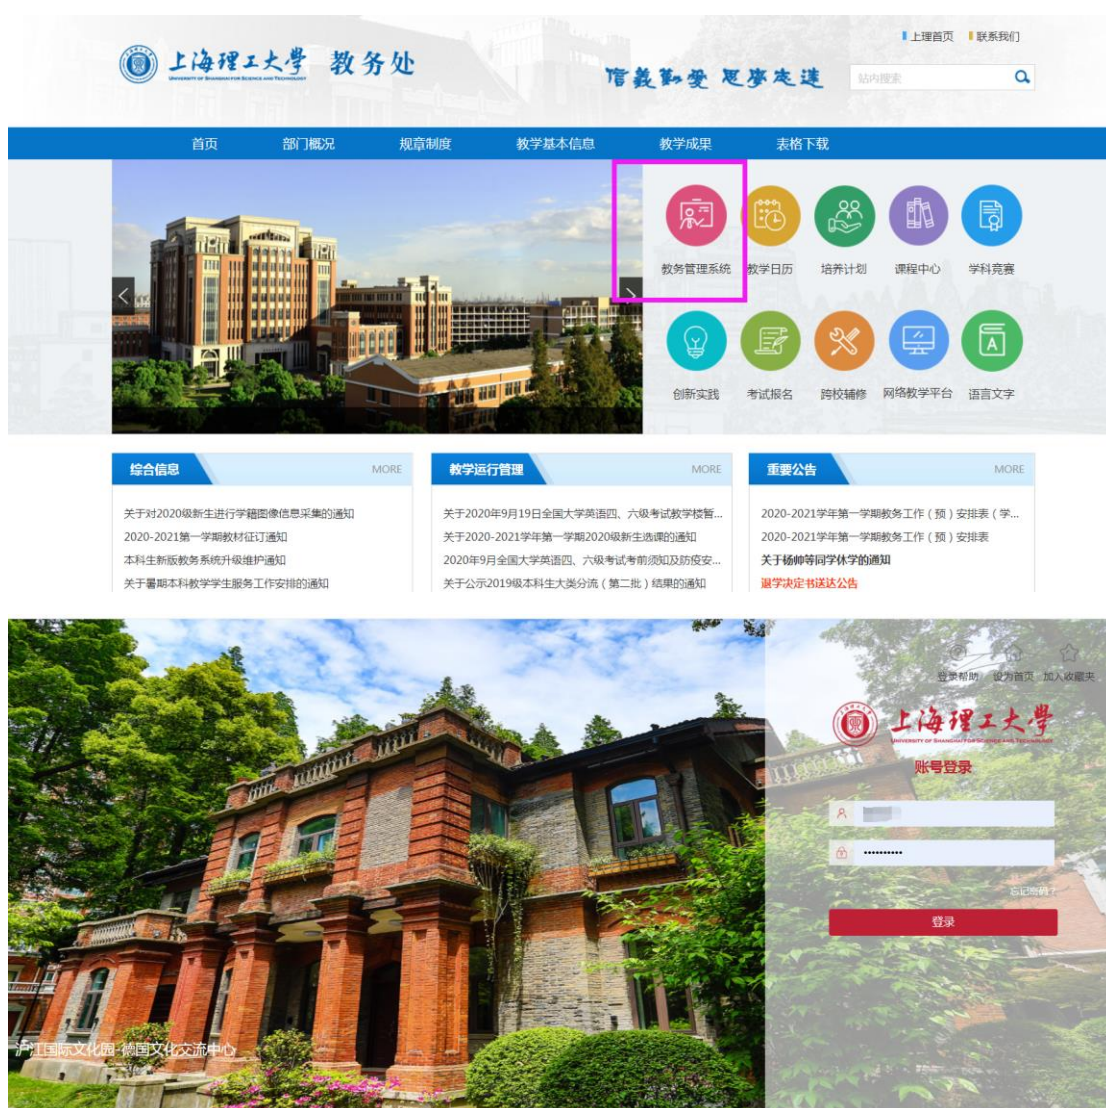 上理首页 联系我们
上海理工大學 教务处
UNIVERSITY OF SHANGHAI FOR SCIENCE AND TECHNOLOGY
信義勤愛 思學志遠
站内搜索
首页 部门概况 规章制度 教学基本信息 教学成果 表格下载
教务管理系统 教学日历 培养计划 课程中心 学科竞赛
创新实践 考试报名 跨校辅修 网络教学平台 语言文字
A
综合信息 MORE
关于对2020级新生进行学籍图像信息采集的通知
2020-2021第一学期教材征订通知
本科生新版教务系统升级维护通知
关于暑期本科教学学生服务工作安排的通知
教学运行管理 MORE
关于2020年9月19日全国大学英语四、六级考试教学楼暂...
关于2020-2021学年第一学期2020级新生选课的通知
2020年9月全国大学英语四、六级考试考前须知及防疫安...
关于公示2019级本科生大类分流（第二批）结果的通知
重要公告 MORE
2020-2021学年第一学期教务工作（预）安排表（学...
2020-2021学年第一学期教务工作（预）安排表
关于杨帅等同学休学的通知
退学决定书送达公告
登录帮助 设为首页 加入收藏夹
上海理工大學
UNIVERSITY OF SHANGHAI FOR SCIENCE AND TECHNOLOGY
账号登录
••••••••••
忘记密码?
登录
沪江国际文化园-德国文化交流中心